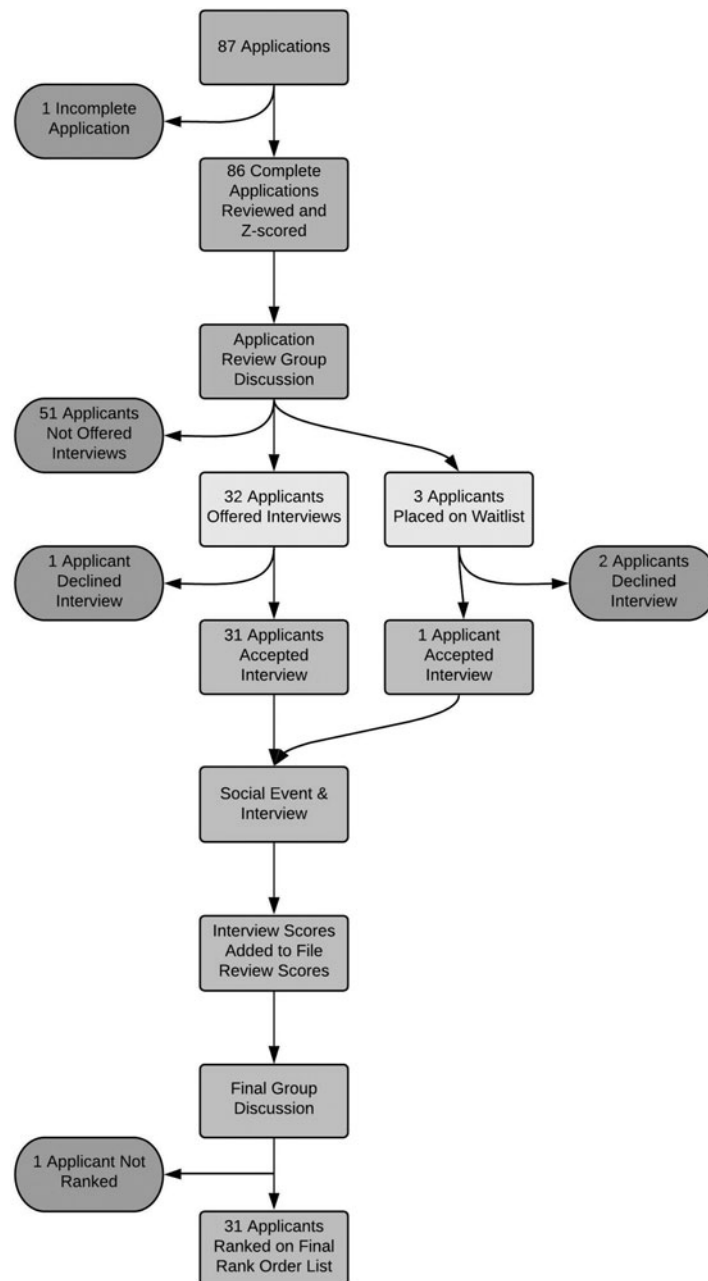 87 Applications
1 Incomplete
Application
86 Complete
Applications
Reviewed and
Z-scored
Application
Review Group
Discussion
51 Applicants
Not Offered
Interviews
32 Applicants
Offered Interviews
3 Applicants
Placed on Waitlist
1 Applicant
Declined
Interview
2 Applicants
Declined
Interview
31 Applicants
Accepted
Interview
1 Applicant
Accepted
Interview
Social Event &
Interview
Interview Scores
Added to File
Review Scores
Final Group
Discussion
1 Applicant Not
Ranked
31 Applicants
Ranked on Final
Rank Order List